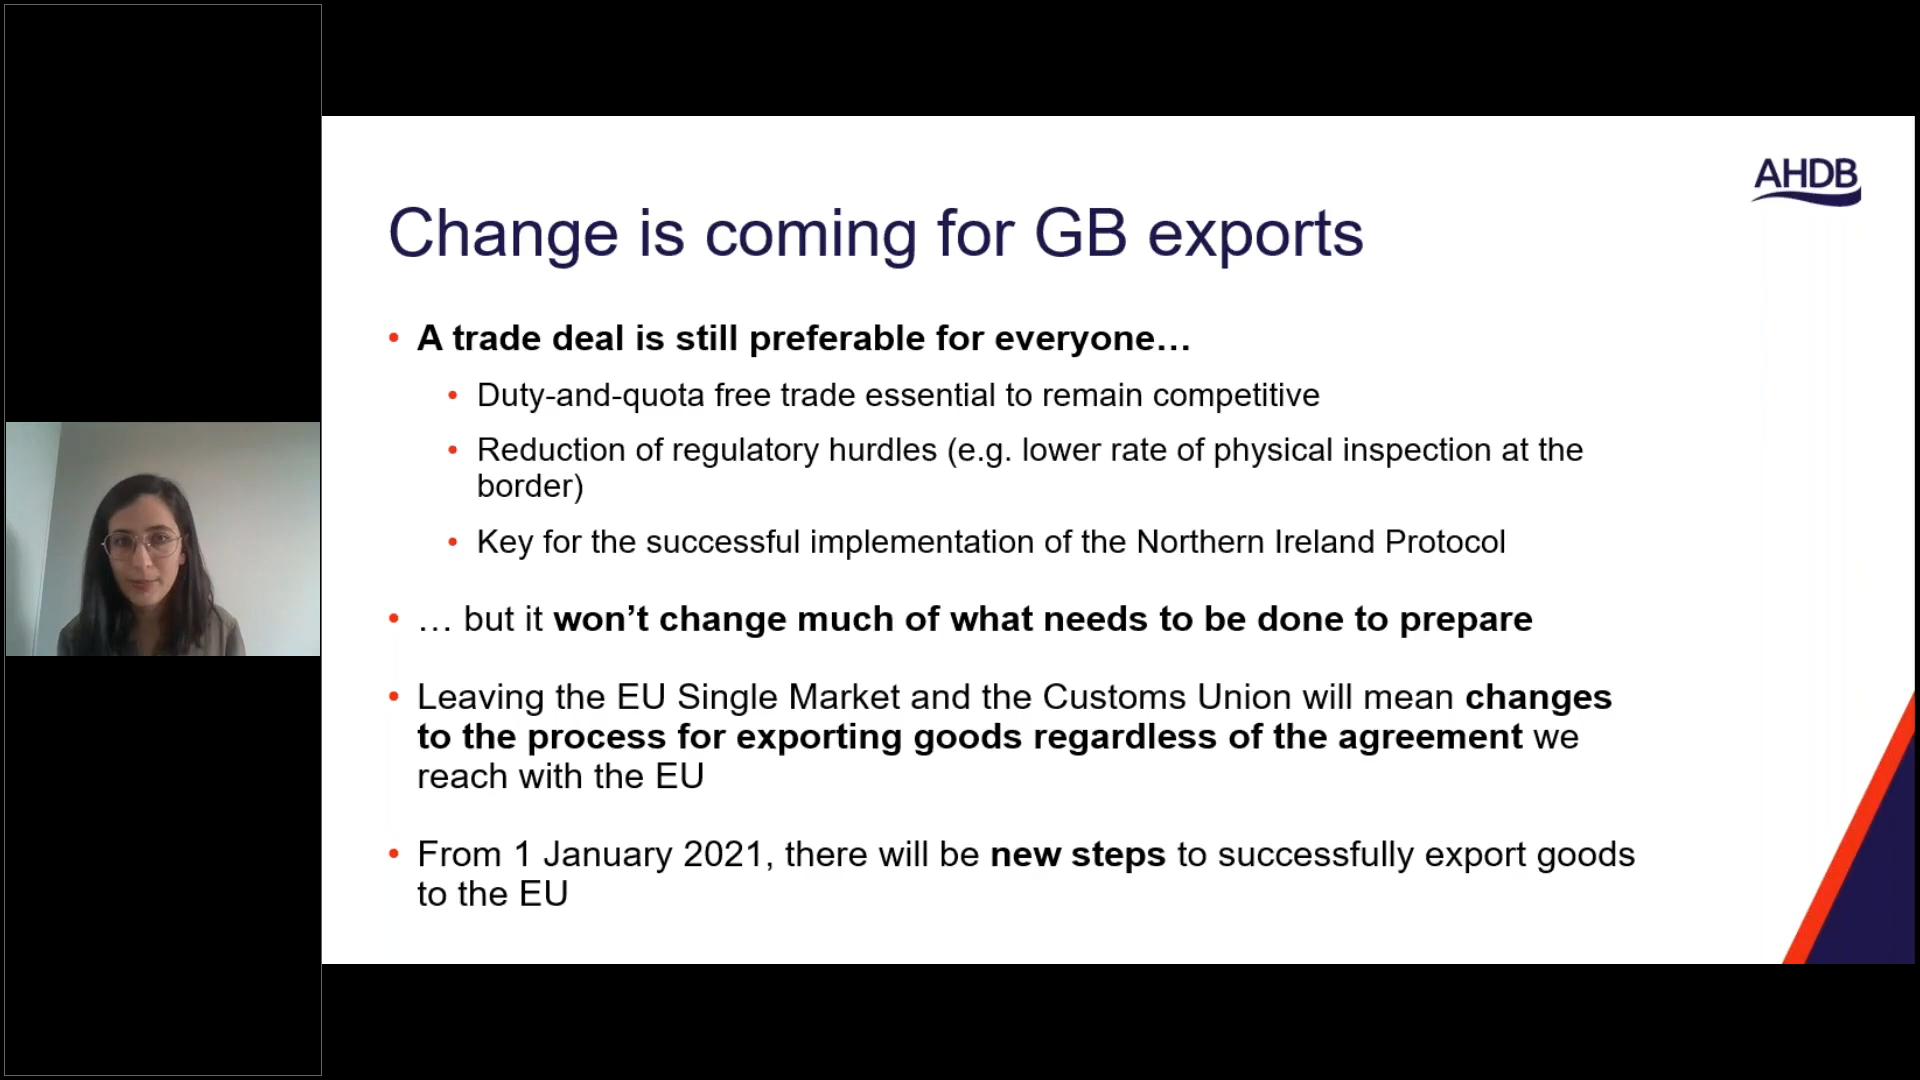 AHDB
Change is coming for GB exports
• A trade deal is still preferable for everyone…
• Duty-and-quota free trade essential to remain competitive
• Reduction of regulatory hurdles (e.g. lower rate of physical inspection at the
border)
• Key for the successful implementation of the Northern Ireland Protocol
• … but it won’t change much of what needs to be done to prepare
• Leaving the EU Single Market and the Customs Union will mean changes
to the process for exporting goods regardless of the agreement we
reach with the EU
• From 1 January 2021, there will be new steps to successfully export goods
to the EU